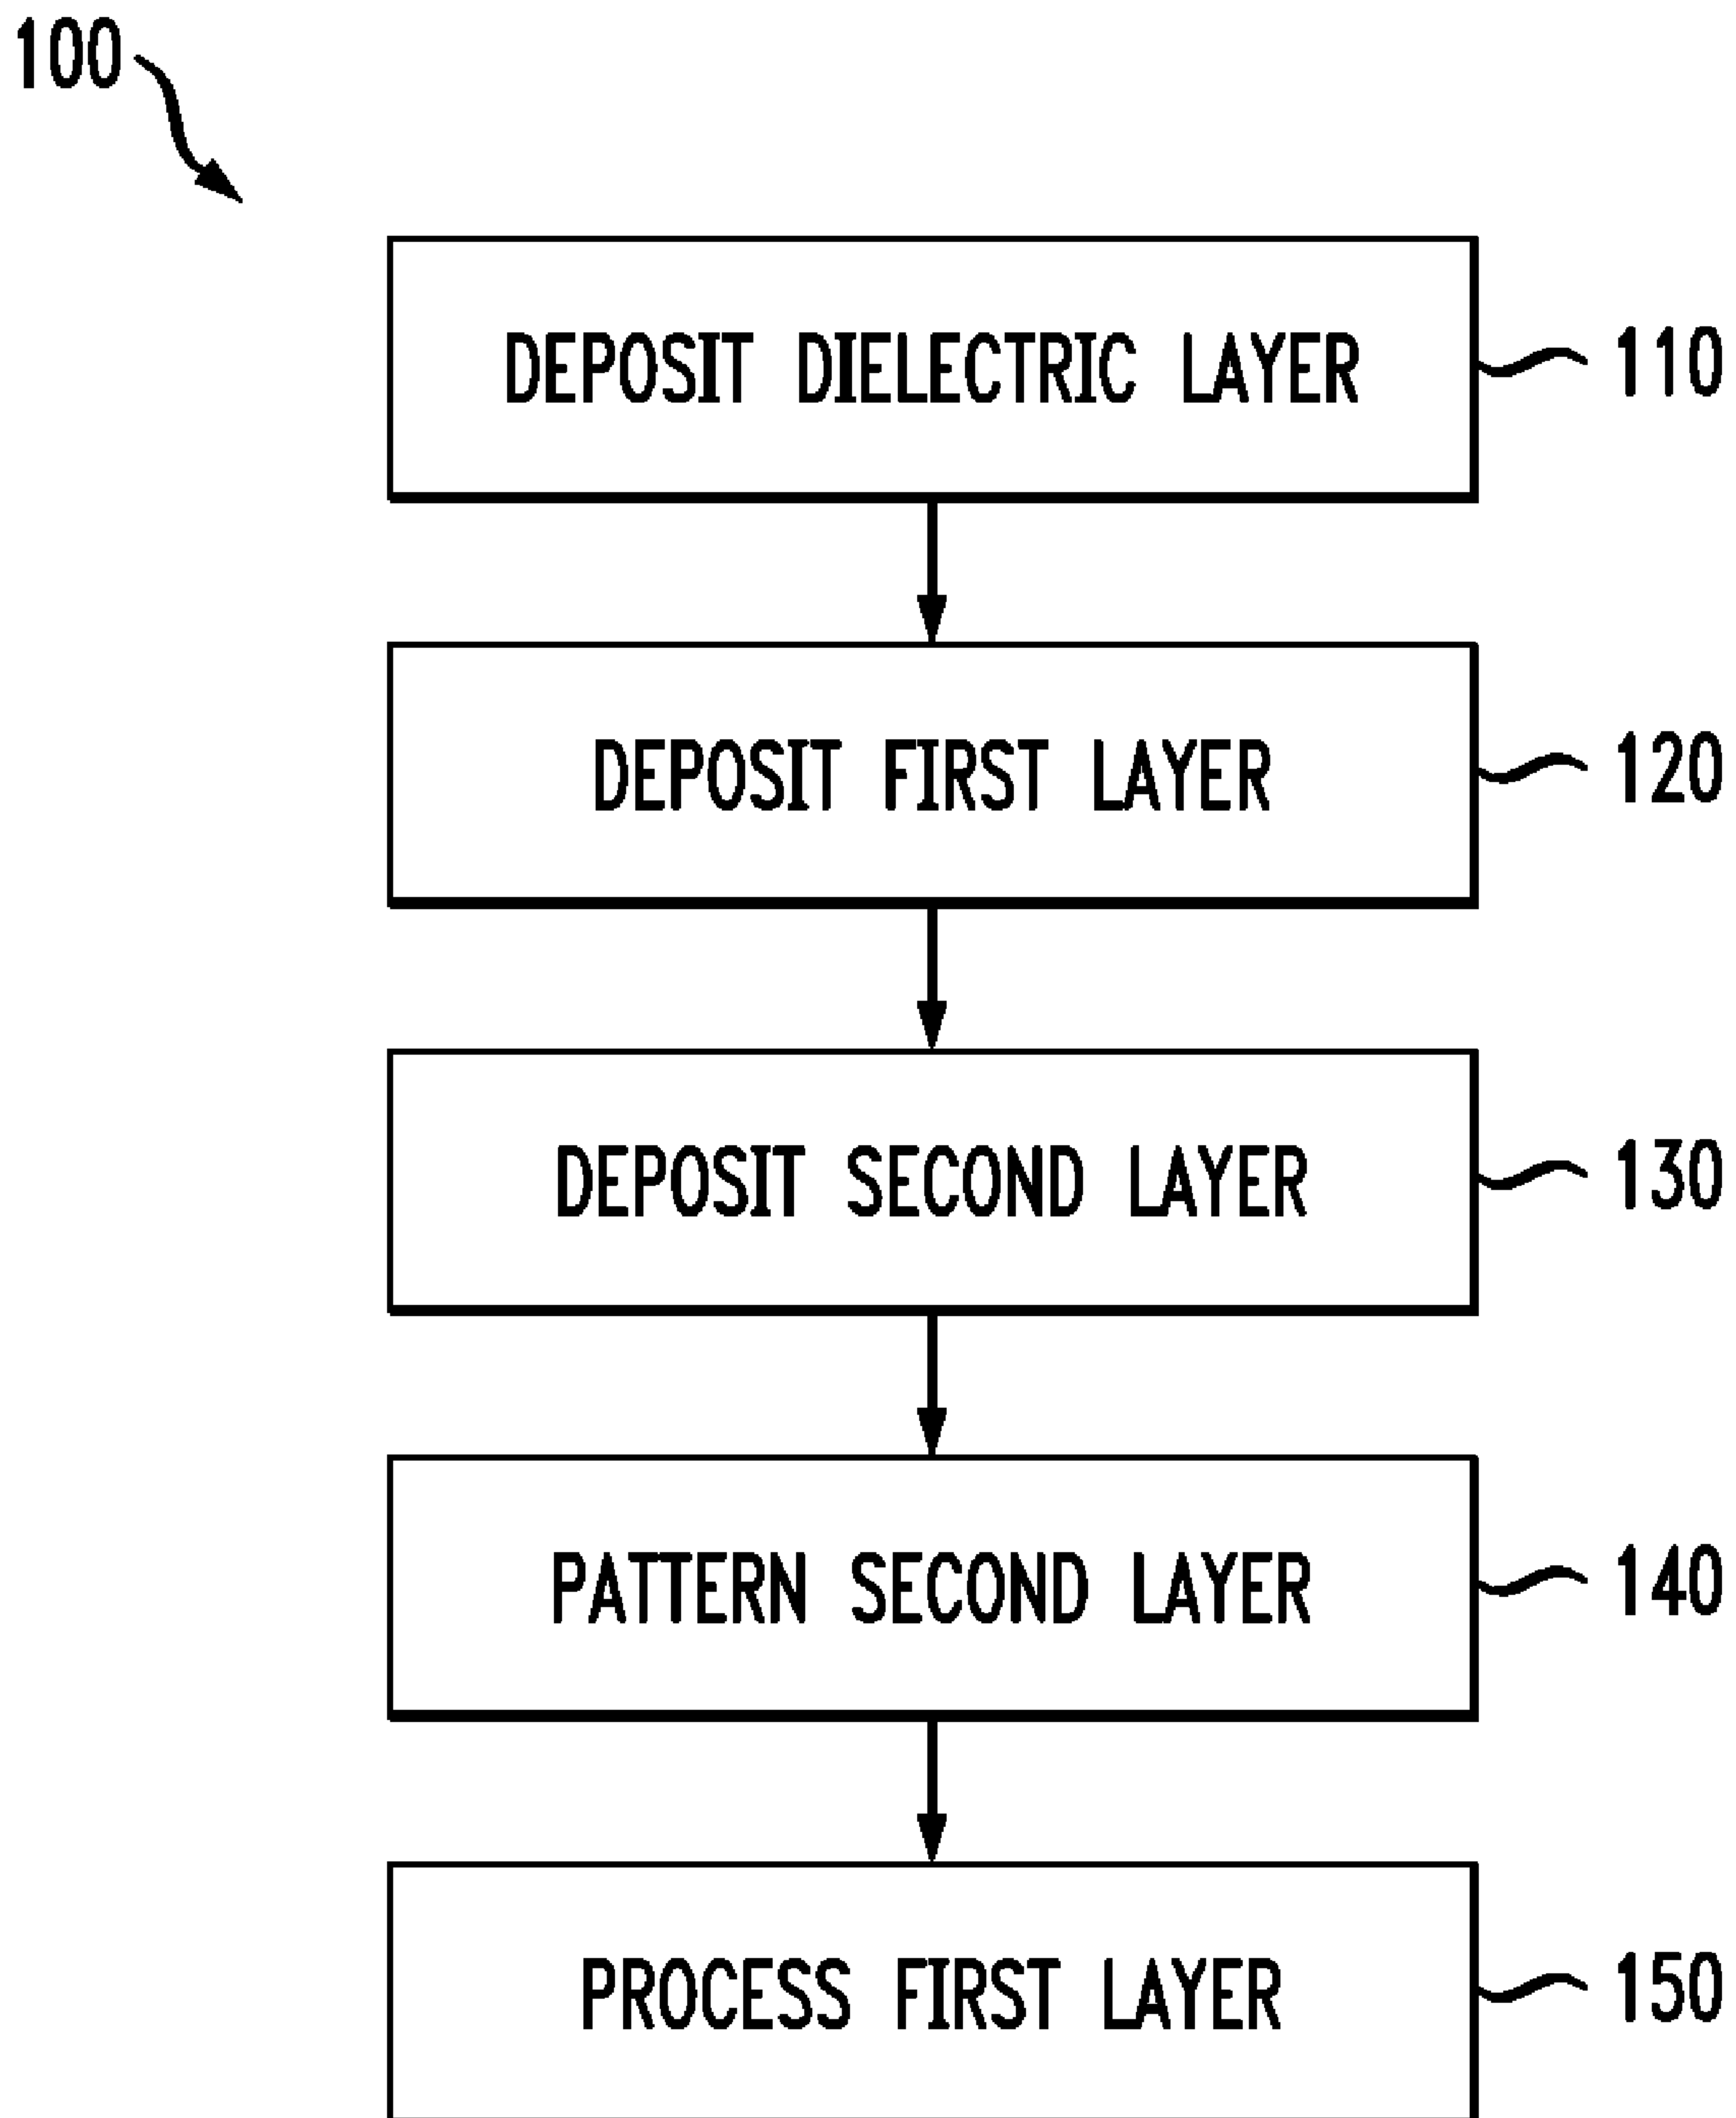 100
DEPOSIT DIELECTRIC LAYER
110
DEPOSIT FIRST LAYER
120
DEPOSIT SECOND LAYER
130
PATTERN SECOND LAYER
140
PROCESS FIRST LAYER
150